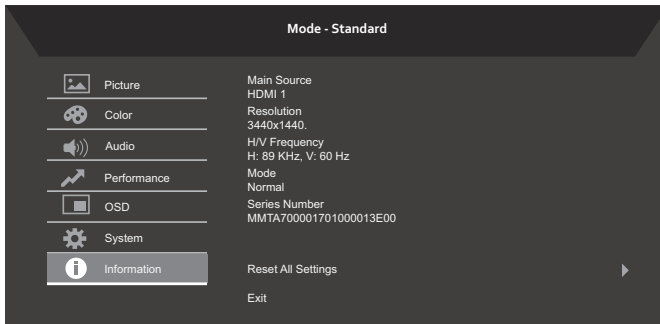 Mode - Standard
Picture
Color
Audio
Performance
OSD
System
Information
Main Source
HDMI 1
Resolution
3440x1440.
H/V Frequency
H: 89 KHz, V: 60 Hz
Mode
Normal
Series Number
MMTA700001701000013E00
Reset All Settings
Exit